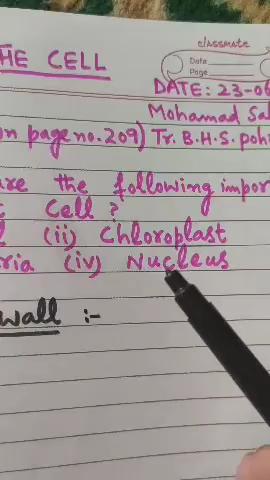 classmate
Date
Page
THE CELL
DATE: 23-06
Mohamad Sa
on page no. 209) Tr. B.H.S. poh
are the following impor
Cell ?
(ii) Chloroplast
ria (iv) Nucleus
wall :-